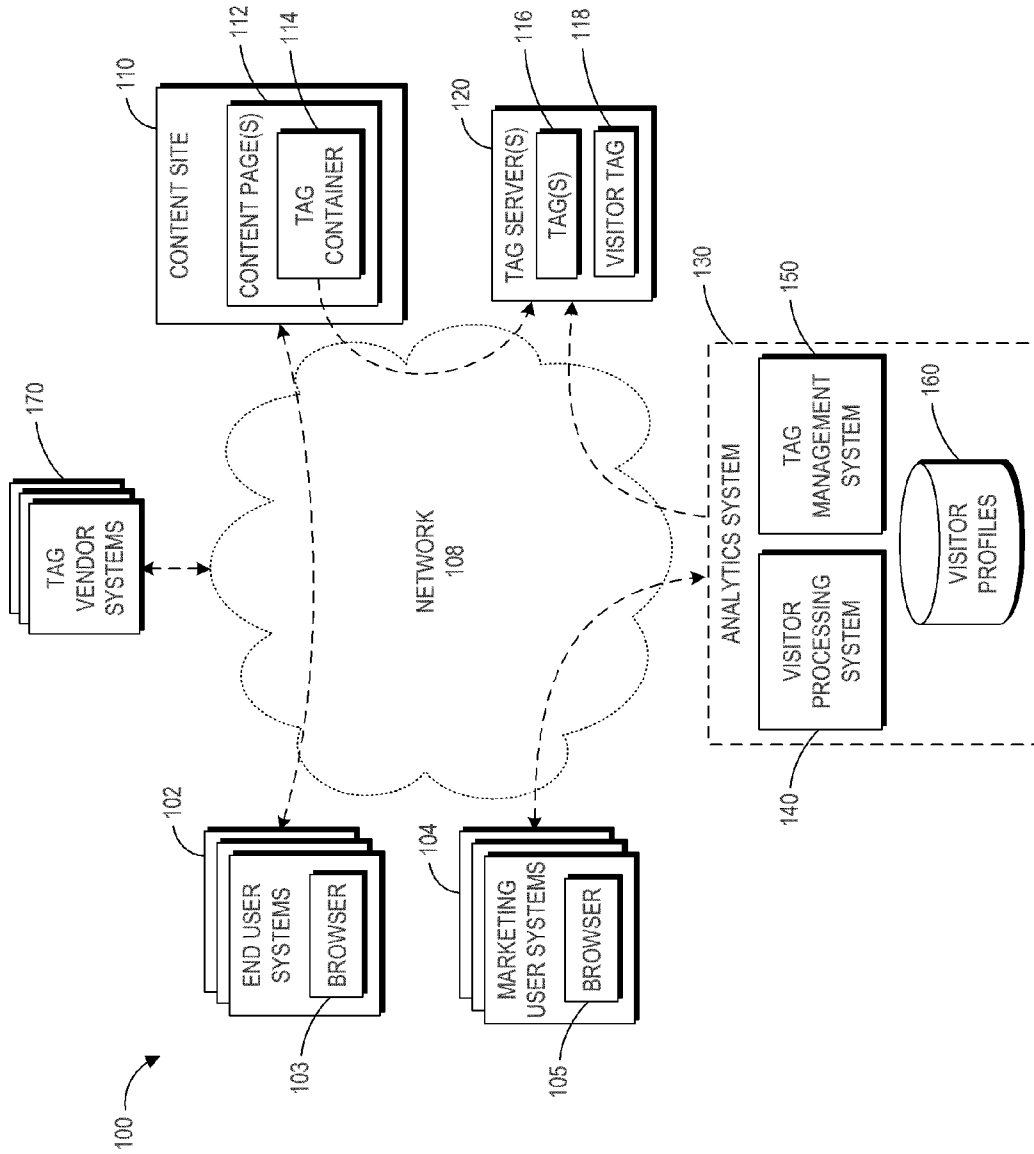 100
END USER
SYSTEMS
BROWSER
102
103
MARKETING
USER SYSTEMS
BROWSER
104
105
TAG
VENDOR
SYSTEMS
170
NETWORK
108
CONTENT SITE
CONTENT PAGE(S)
TAG
CONTAINER
110
112
114
TAG SERVER(S)
TAG(S)
VISITOR TAG
120
116
118
ANALYTICS SYSTEM
VISITOR
PROCESSING
SYSTEM
TAG
MANAGEMENT
SYSTEM
VISITOR
PROFILES
130
140
150
160